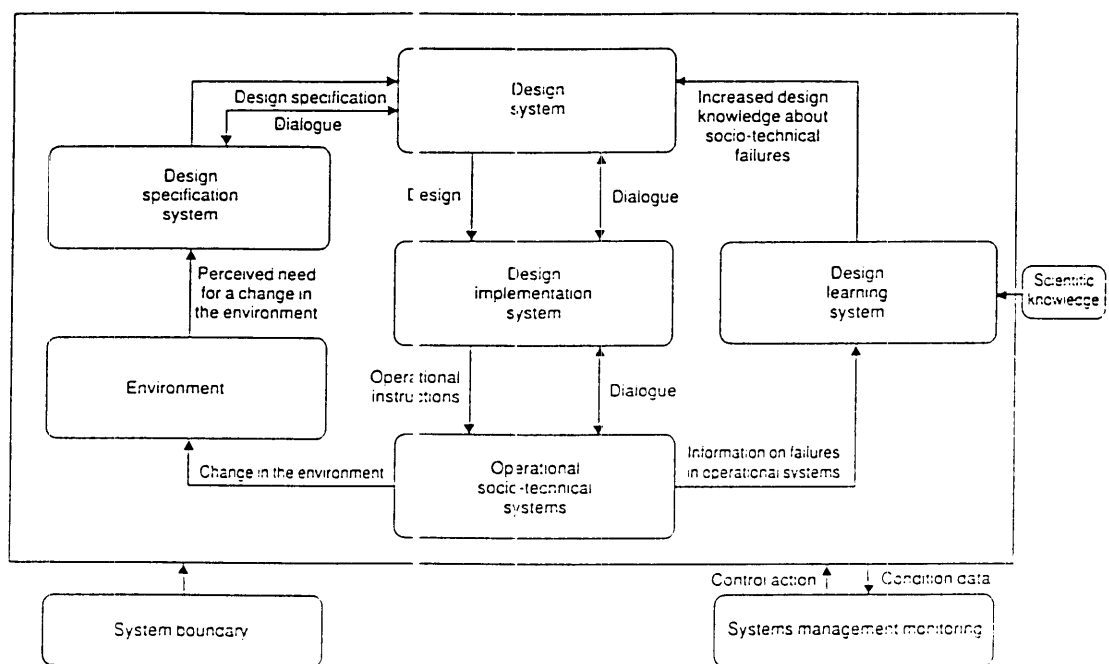 Design
system
Design specification
Dialogue
Increased design
knowledge about
socio-technical
failures
Design
specification
system
Design
Dialogue
Perceived need
for a change in
the environment
Design
implementation
system
Design
learning
system
Scientific
knowledge
Environment
Operational
instructions
Dialogue
Change in the environment
Operational
socio-technical
systems
Information on failures
in operational systems
System boundary
Control action
Condition data
Systems management monitoring